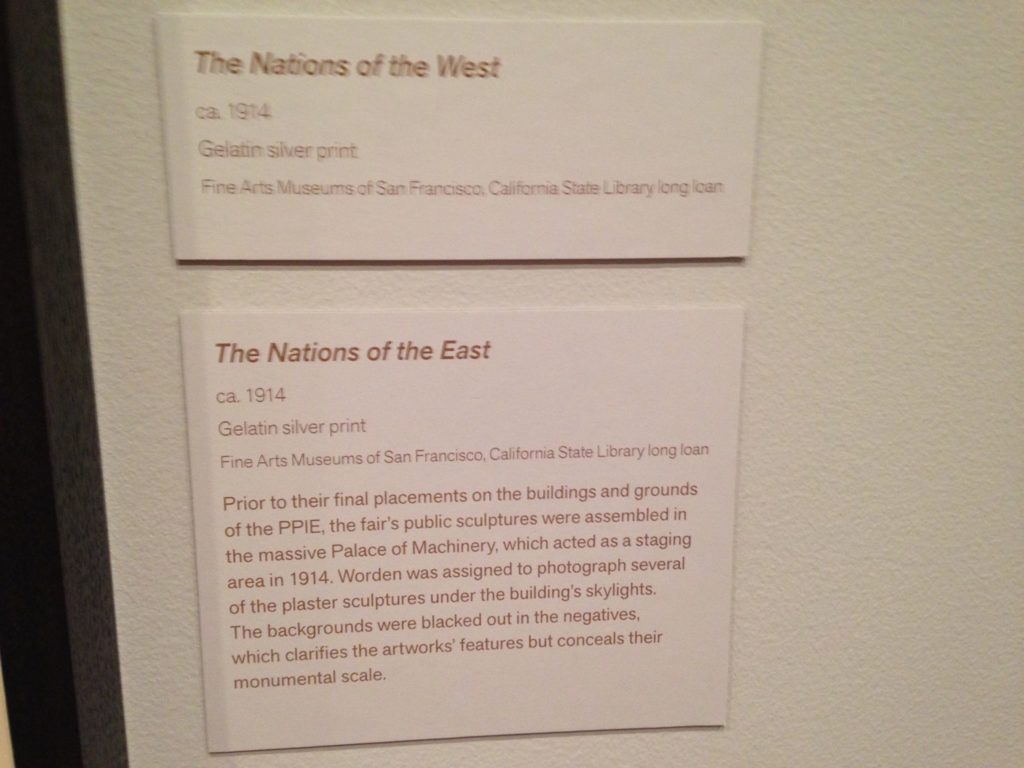 The Nations of the West
ca. 1914
Gelatin silver print
Fine Arts Museums of San Francisco, California State Library long loan
The Nations of the East
ca. 1914
Gelatin silver print
Fine Arts Museums of San Francisco, California State Library long loan
Prior to their final placements on the buildings and grounds
of the PPIE, the fair's public sculptures were assembled in
the massive Palace of Machinery, which acted as a staging
area in 1914. Worden was assigned to photograph several
of the plaster sculptures under the building's skylights.
The backgrounds were blacked out in the negatives,
which clarifies the artworks' features but conceals their
monumental scale.